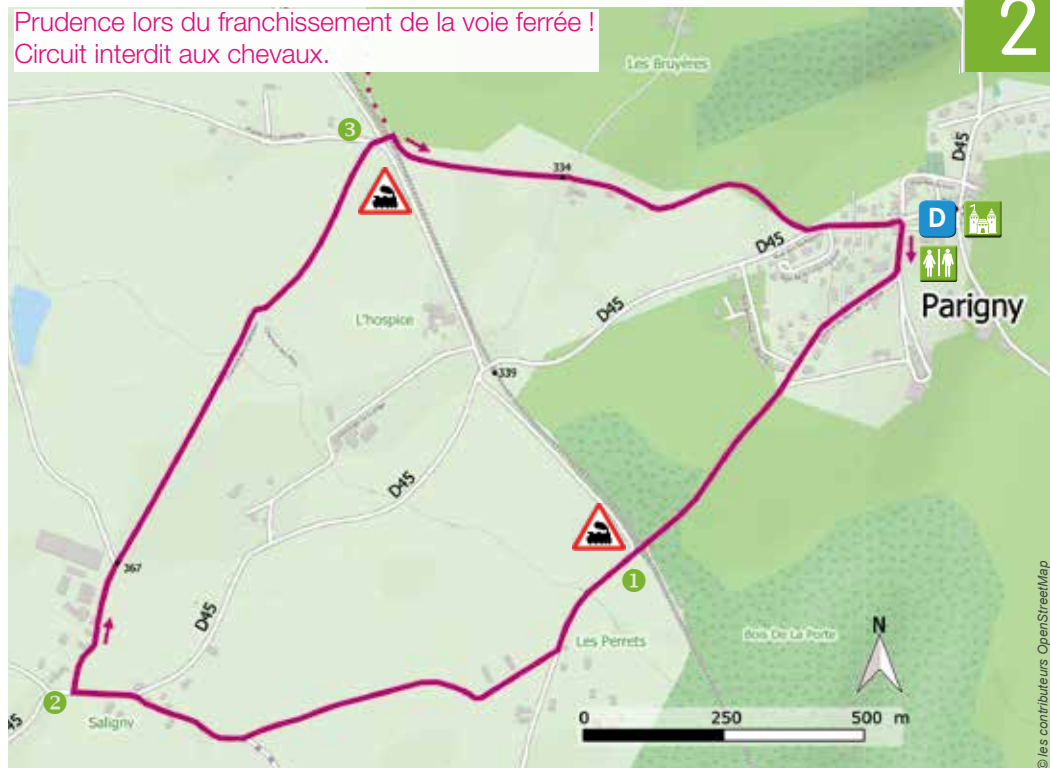 Prudence lors du franchissement de la voie ferrée !
Circuit interdit aux chevaux.
2
Les Bruyères
D45
3
334
D
D45
Parigny
L'hospice
D45
339
D45
1
367
D45
Les Perrets
Bois De La Porte
N
2
Saligny
D45
0 250 500 m
© les contributeurs OpenStreetMap